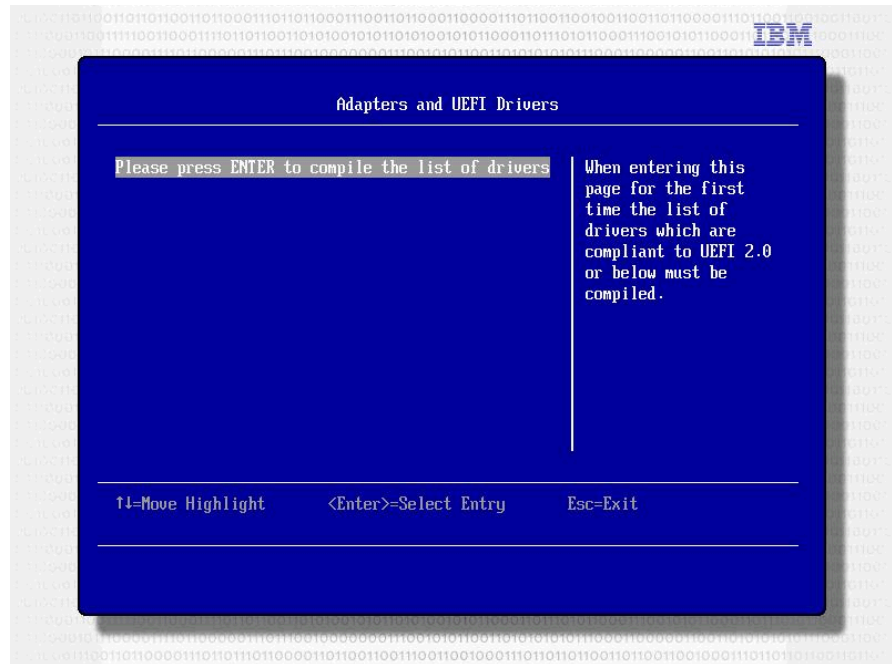 IBM
Adapters and UEFI Drivers
Please press ENTER to compile the list of drivers
When entering this
page for the first
time the list of
drivers which are
compliant to UEFI 2.0
or below must be
compiled.
↑↓=Move Highlight <Enter>=Select Entry Esc=Exit